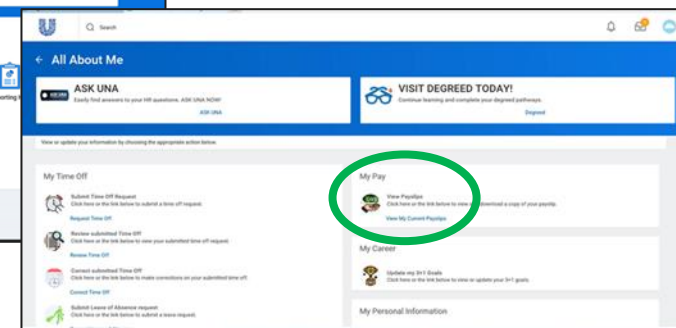 Search
← All About Me
ASK UNA
Easily find answers to your HR questions. ASK UNA NOW!
ASK UNA
VISIT DEGREED TODAY!
Continue learning and complete your degreed pathways.
Degreed
View or update your information by choosing the appropriate action below.
My Time Off
Submit Time Off Request
Click here or the link below to submit a time off request.
Request Time Off
Review submitted Time Off
Click here or the link below to view your submitted time off request.
Review Time Off
Correct submitted Time Off
Click here or the link below to make corrections on your submitted time off.
Correct Time Off
Submit Leave of Absence request
Click here or the link below to submit a leave request.
My Pay
View Payslips
Click here or the link below to view and download a copy of your payslip.
View My Current Payslips
My Career
Update my 3+1 Goals
Click here or the link below to view or update your 3+1 goals.
My Personal Information